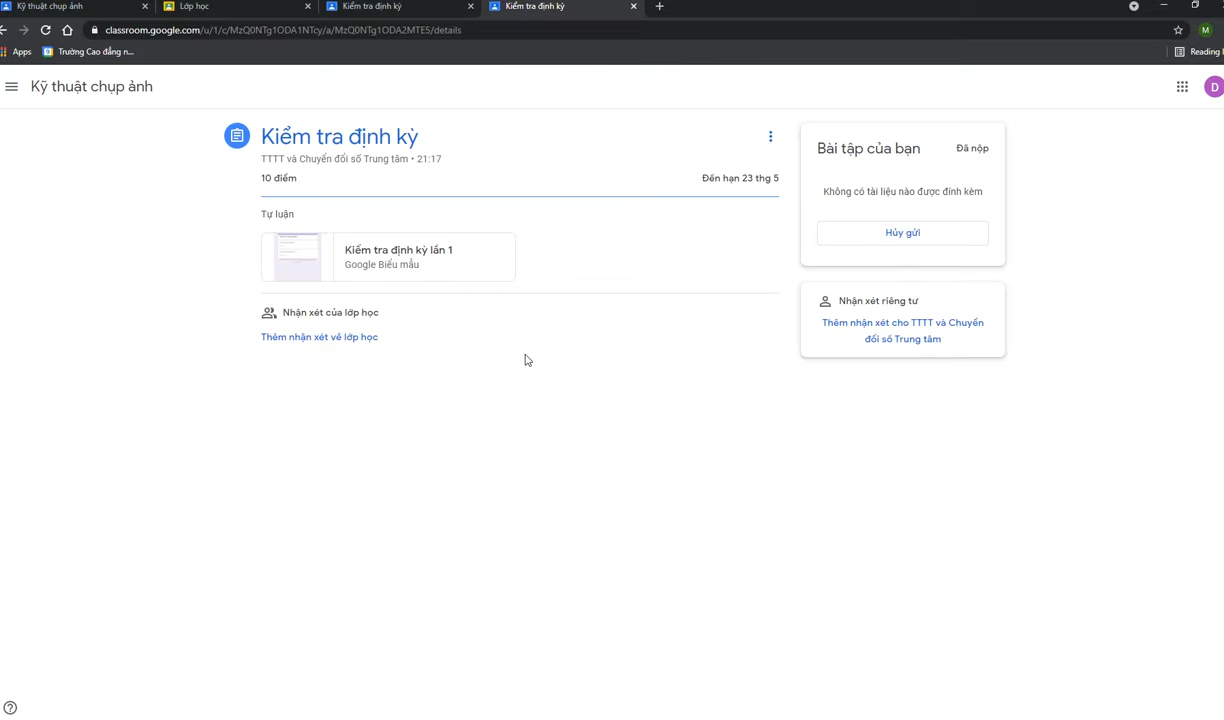 Kỹ thuật chụp ảnh
Lớp học
Kiểm tra định kỳ
Kiểm tra định kỳ
classroom.google.com/u/1/c/MzQ0NTg1ODA1NTcy/a/MzQ0NTg1ODA2MTE5/details
M
Apps
Trường Cao đẳng n...
Reading
Kỹ thuật chụp ảnh
D
Kiểm tra định kỳ
TTTT và Chuyển đổi số Trung tâm • 21:17
10 điểm
Đến hạn 23 thg 5
Tự luận
Kiểm tra định kỳ lần 1
Google Biểu mẫu
Nhận xét của lớp học
Thêm nhận xét về lớp học
Bài tập của bạn
Đã nộp
Không có tài liệu nào được đính kèm
Hủy gửi
Nhận xét riêng tư
Thêm nhận xét cho TTTT và Chuyển
đổi số Trung tâm